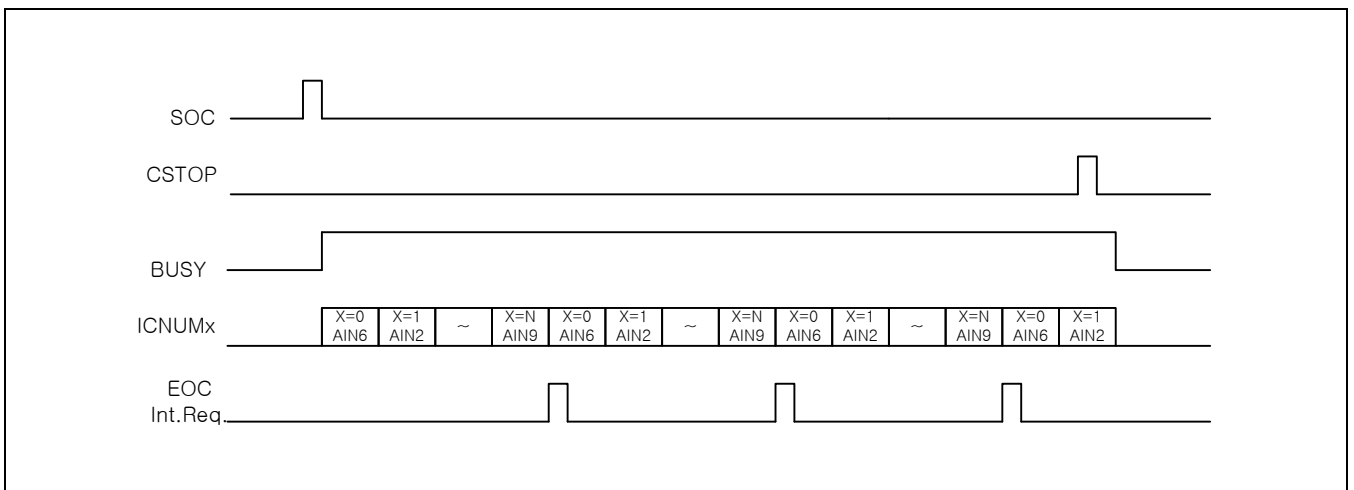 SOC
CSTOP
BUSY
ICNUMx
X=0 X=1 ~ X=N X=0 X=1 ~ X=N X=0 X=1 ~ X=N X=0 X=1
AIN6 AIN2 AIN9 AIN6 AIN2 AIN9 AIN6 AIN2 AIN9 AIN6 AIN2
EOC
Int.Req.